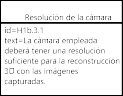 Resolución de la cámara
id=H1b.3.1
text=La cámara empleada
deberá tener una resolución
suficiente para la reconstrucción
3D con las imágenes
capturadas.